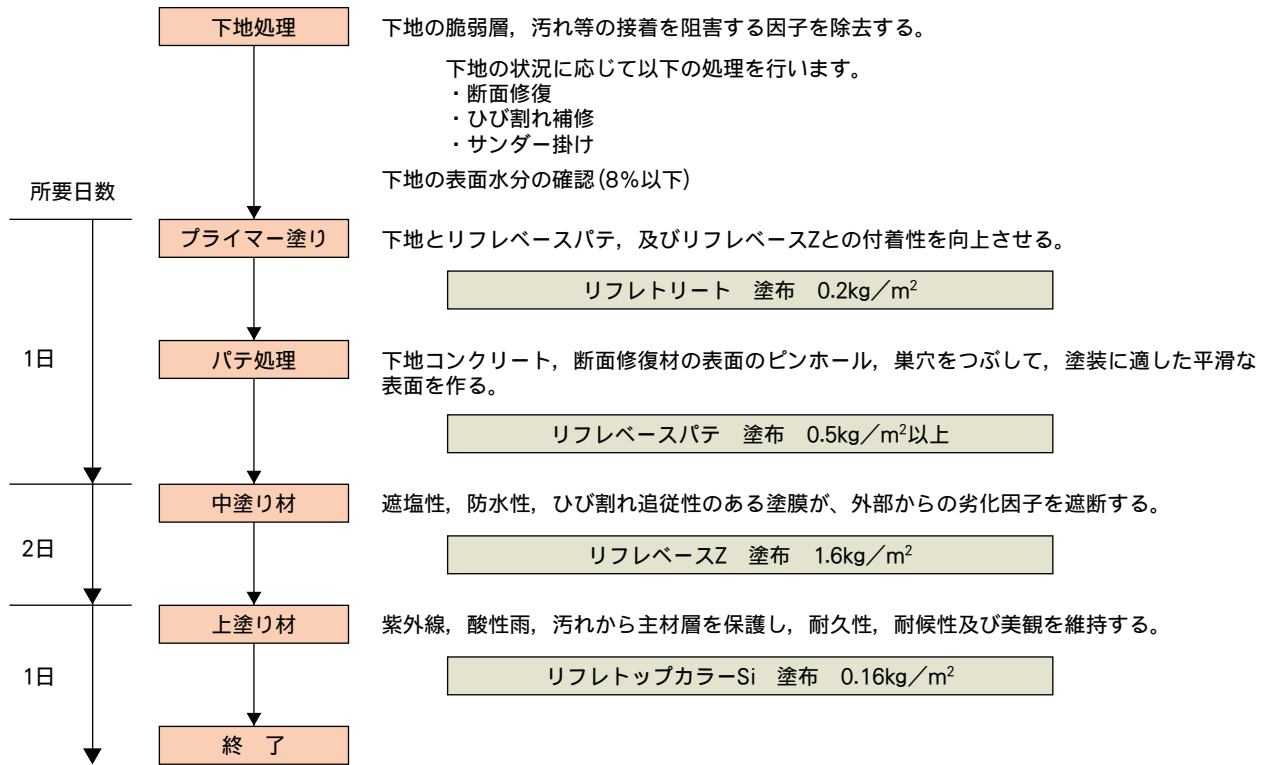 下地処理
下地の脆弱層，汚れ等の接着を阻害する因子を除去する。
下地の状況に応じて以下の処理を行います。
・断面修復
・ひび割れ補修
・サンダー掛け
下地の表面水分の確認(8%以下)
所要日数
プライマー塗り
下地とリフレベースパテ，及びリフレベースZとの付着性を向上させる。
リフレトリート　塗布　0.2kg／m²
1日
パテ処理
下地コンクリート，断面修復材の表面のピンホール，巣穴をつぶして，塗装に適した平滑な
表面を作る。
リフレベースパテ　塗布　0.5kg／m²以上
中塗り材
遮塩性，防水性，ひび割れ追従性のある塗膜が、外部からの劣化因子を遮断する。
2日
リフレベースZ　塗布　1.6kg／m²
上塗り材
紫外線，酸性雨，汚れから主材層を保護し，耐久性，耐候性及び美観を維持する。
1日
リフレトップカラーSi　塗布　0.16kg／m²
終　了